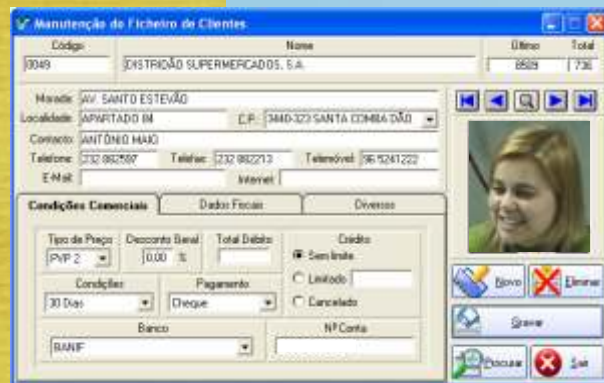 Manutenção do Ficheiro de Clientes
Código Nome Último Total
0049 DISTRIDÃO SUPERMERCADOS, S.A. 8509 736
Morada: AV. SANTO ESTEVÃO
Localidade: APARTADO 84 C.P. 3440-323 SANTA COMBA DÃO
Contacto: ANTÓNIO MAIO
Telefone: 232 882597 Telefax: 232 882213 Telemóvel: 96 5241222
E-Mail: Internet:
Condições Comerciais Dados Fiscais Diversos
Tipo de Preço Desconto Geral Total Débito Crédito
PVP 2 0,00 % Sem limite
Condições Pagamento Limitado
30 Dias Cheque Cancelado
Banco Nº Conta
BANIF
Novo Eliminar
Gravar
Procurar Sair